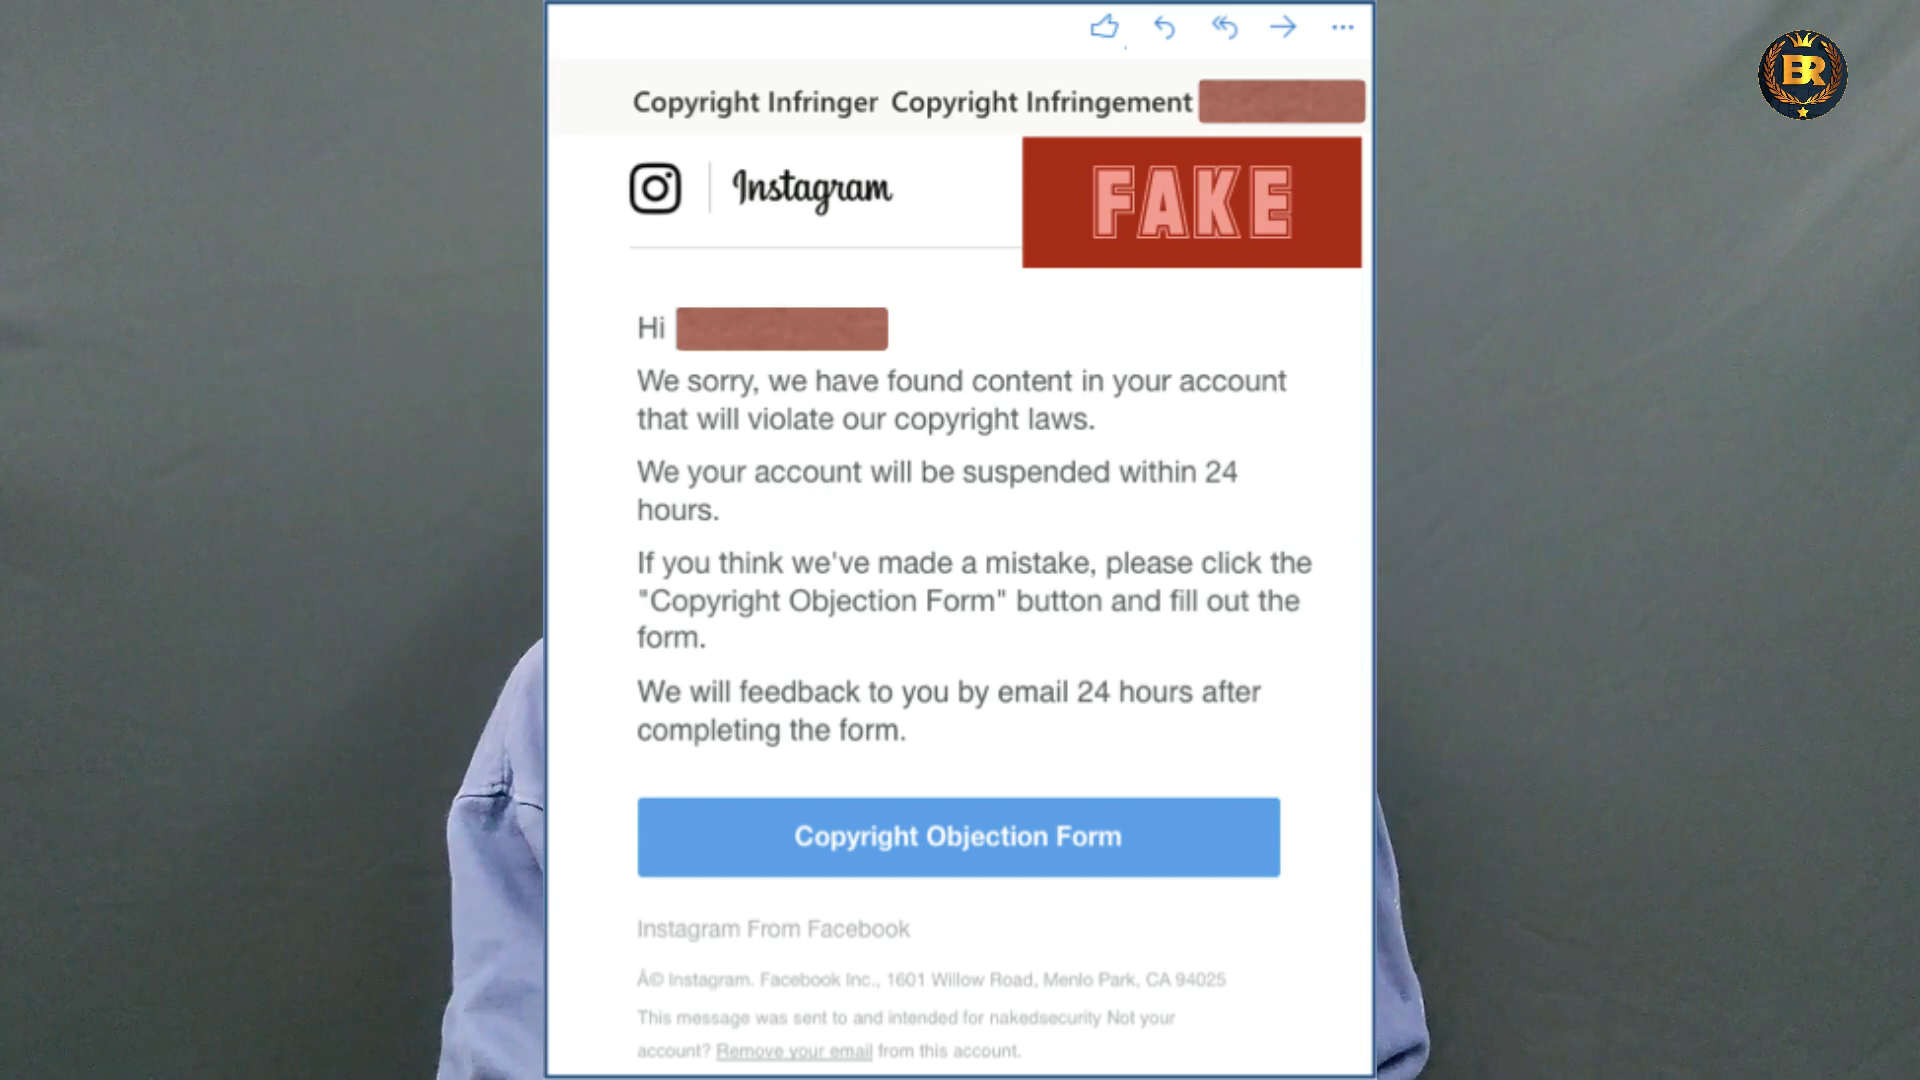 BR
Copyright Infringer Copyright Infringement
Instagram
FAKE
Hi
We sorry, we have found content in your account
that will violate our copyright laws.
We your account will be suspended within 24
hours.
If you think we've made a mistake, please click the
"Copyright Objection Form" button and fill out the
form.
We will feedback to you by email 24 hours after
completing the form.
Copyright Objection Form
Instagram From Facebook
Â© Instagram. Facebook Inc., 1601 Willow Road, Menlo Park, CA 94025
This message was sent to and intended for nakedsecurity Not your
account? Remove your email from this account.